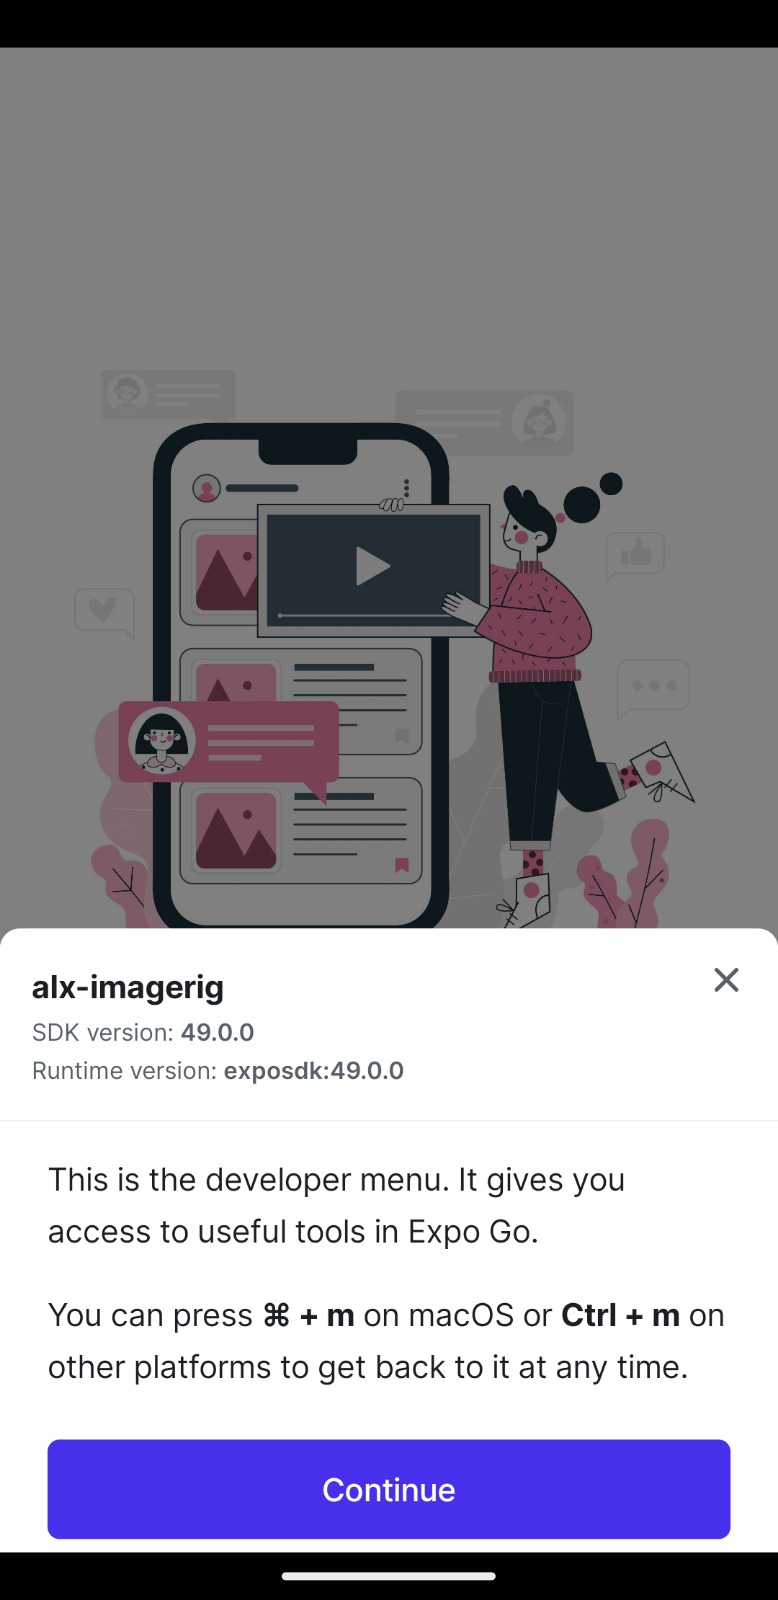 alx-imagerig
SDK version: 49.0.0
Runtime version: exposdk:49.0.0
This is the developer menu. It gives you
access to useful tools in Expo Go.
You can press ⌘ + m on macOS or Ctrl + m on
other platforms to get back to it at any time.
Continue